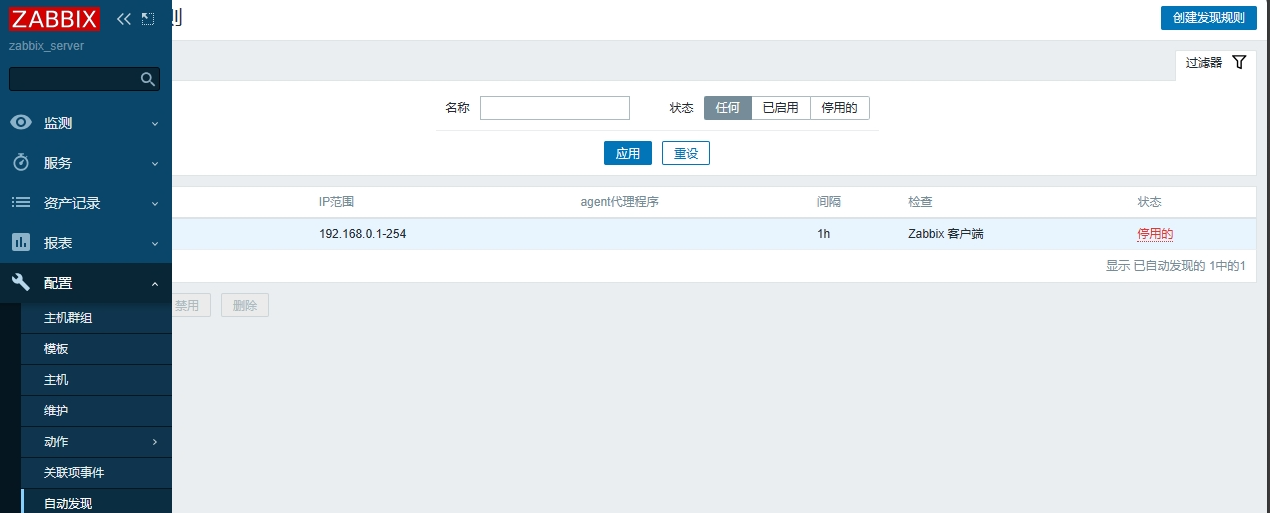 ZABBIX
则
创建发现规则
zabbix_server
过滤器
名称
状态 任何 已启用 停用的
应用 重设
监测
服务
资产记录
报表
配置
主机群组
模板
主机
维护
动作
关联项事件
自动发现
IP范围 agent代理程序 间隔 检查 状态
192.168.0.1-254 1h Zabbix 客户端 停用的
显示 已自动发现的 1中的1
禁用 删除